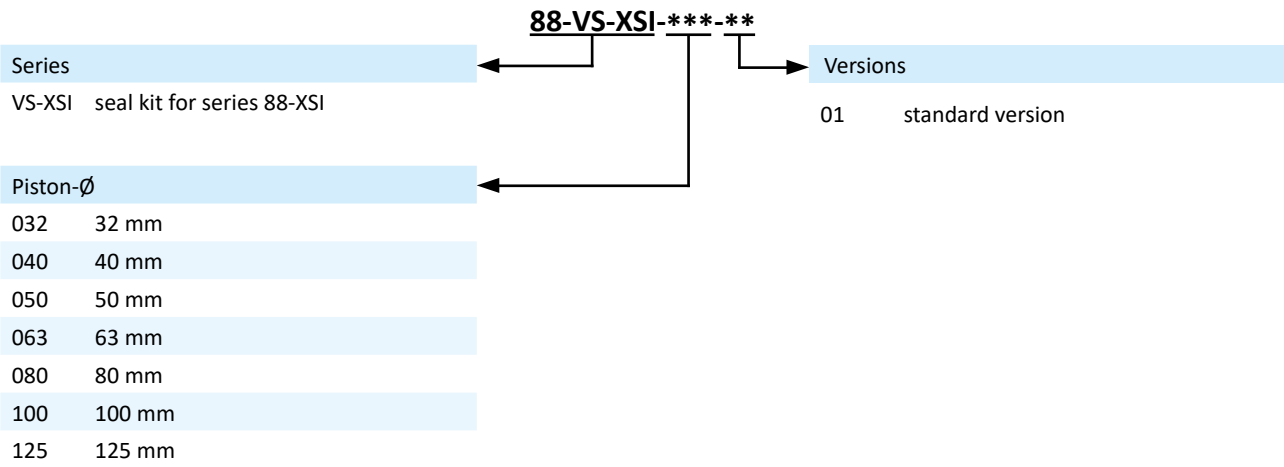 88-VS-XSI-***-**
Series
VS-XSI seal kit for series 88-XSI
Versions
01 standard version
Piston-Ø
032 32 mm
040 40 mm
050 50 mm
063 63 mm
080 80 mm
100 100 mm
125 125 mm